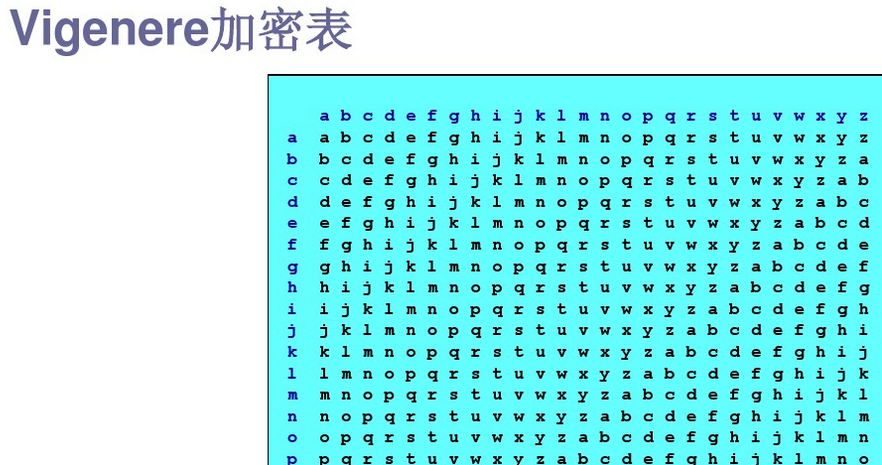 Vigenere加密表
a b c d e f g h i j k l m n o p q r s t u v w x y z
a a b c d e f g h i j k l m n o p q r s t u v w x y z
b b c d e f g h i j k l m n o p q r s t u v w x y z a
c c d e f g h i j k l m n o p q r s t u v w x y z a b
d d e f g h i j k l m n o p q r s t u v w x y z a b c
e e f g h i j k l m n o p q r s t u v w x y z a b c d
f f g h i j k l m n o p q r s t u v w x y z a b c d e
g g h i j k l m n o p q r s t u v w x y z a b c d e f
h h i j k l m n o p q r s t u v w x y z a b c d e f g
i i j k l m n o p q r s t u v w x y z a b c d e f g h
j j k l m n o p q r s t u v w x y z a b c d e f g h i
k k l m n o p q r s t u v w x y z a b c d e f g h i j
l l m n o p q r s t u v w x y z a b c d e f g h i j k
m m n o p q r s t u v w x y z a b c d e f g h i j k l
n n o p q r s t u v w x y z a b c d e f g h i j k l m
o o p q r s t u v w x y z a b c d e f g h i j k l m n
p p q r s t u v w x y z a b c d e f g h i j k l m n o